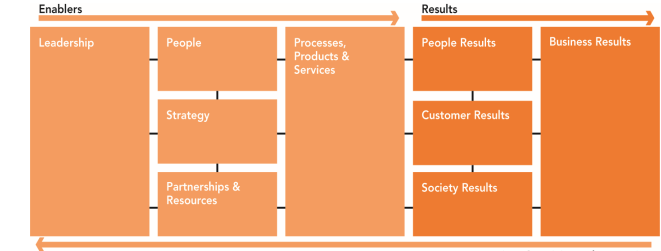 Enablers
Results
Leadership
People
Processes,
Products &
Services
People Results
Business Results
Strategy
Customer Results
Partnerships &
Resources
Society Results